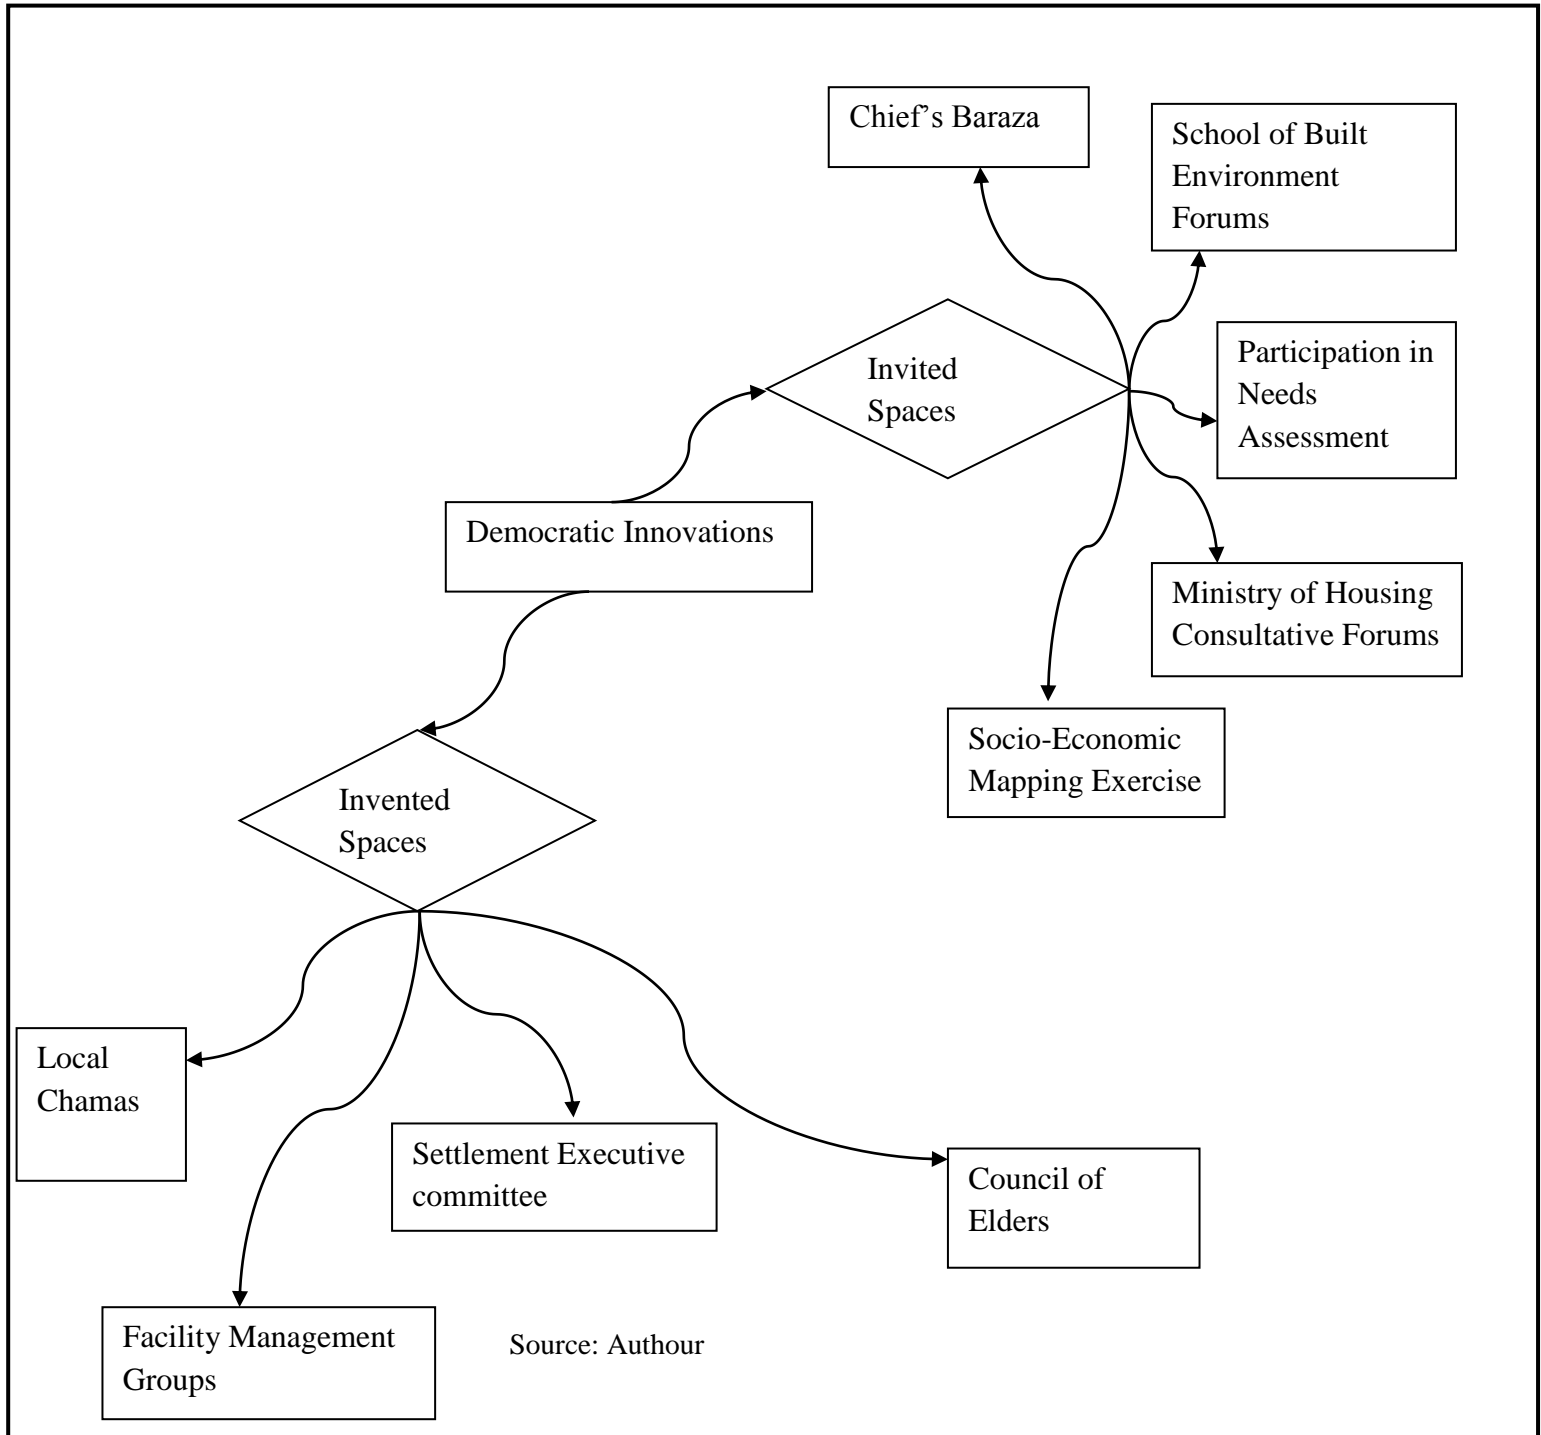 Chief’s Baraza
School of Built
Environment
Forums
Invited
Spaces
Participation in
Needs
Assessment
Democratic Innovations
Ministry of Housing
Consultative Forums
Socio-Economic
Mapping Exercise
Invented
Spaces
Local
Chamas
Settlement Executive
committee
Council of
Elders
Facility Management
Groups
Source: Authour